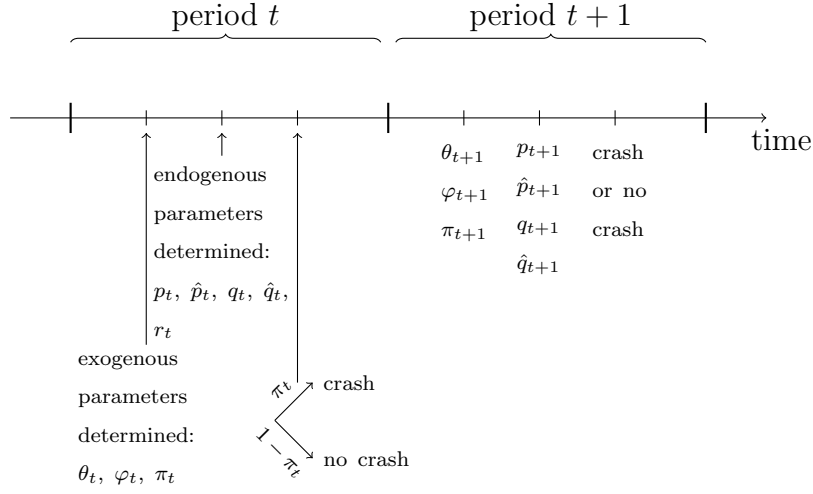 period t
period t + 1
time
endogenous
parameters
determined:
p_t, p̂_t, q_t, q̂_t,
r_t
exogenous
parameters
determined:
θ_t, φ_t, π_t
π_t
crash
1 − π_t
no crash
θ_{t+1}
φ_{t+1}
π_{t+1}
p_{t+1}
p̂_{t+1}
q_{t+1}
q̂_{t+1}
crash
or no
crash